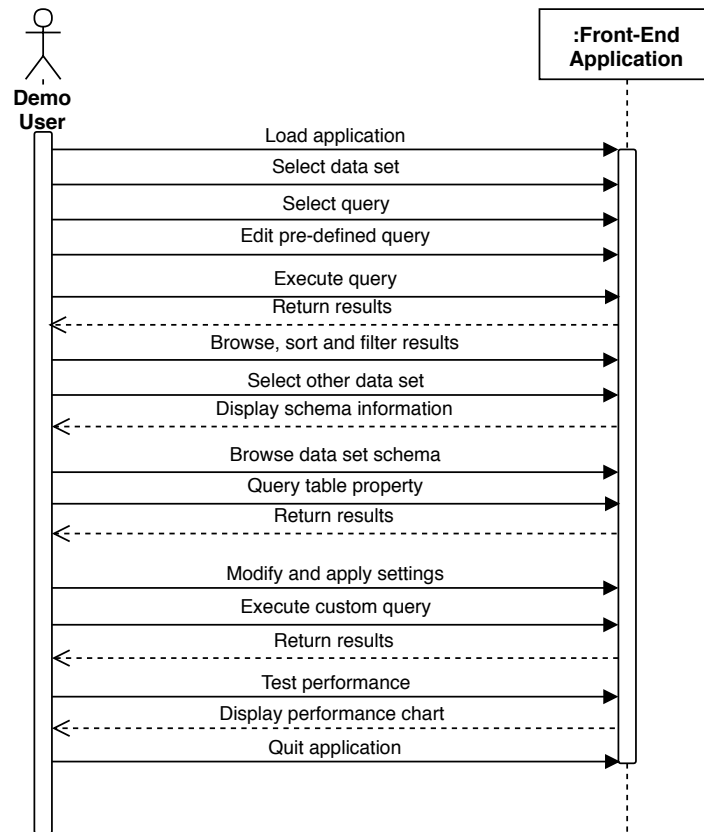 :Front-End
Application
Demo
User
Load application
Select data set
Select query
Edit pre-defined query
Execute query
Return results
Browse, sort and filter results
Select other data set
Display schema information
Browse data set schema
Query table property
Return results
Modify and apply settings
Execute custom query
Return results
Test performance
Display performance chart
Quit application